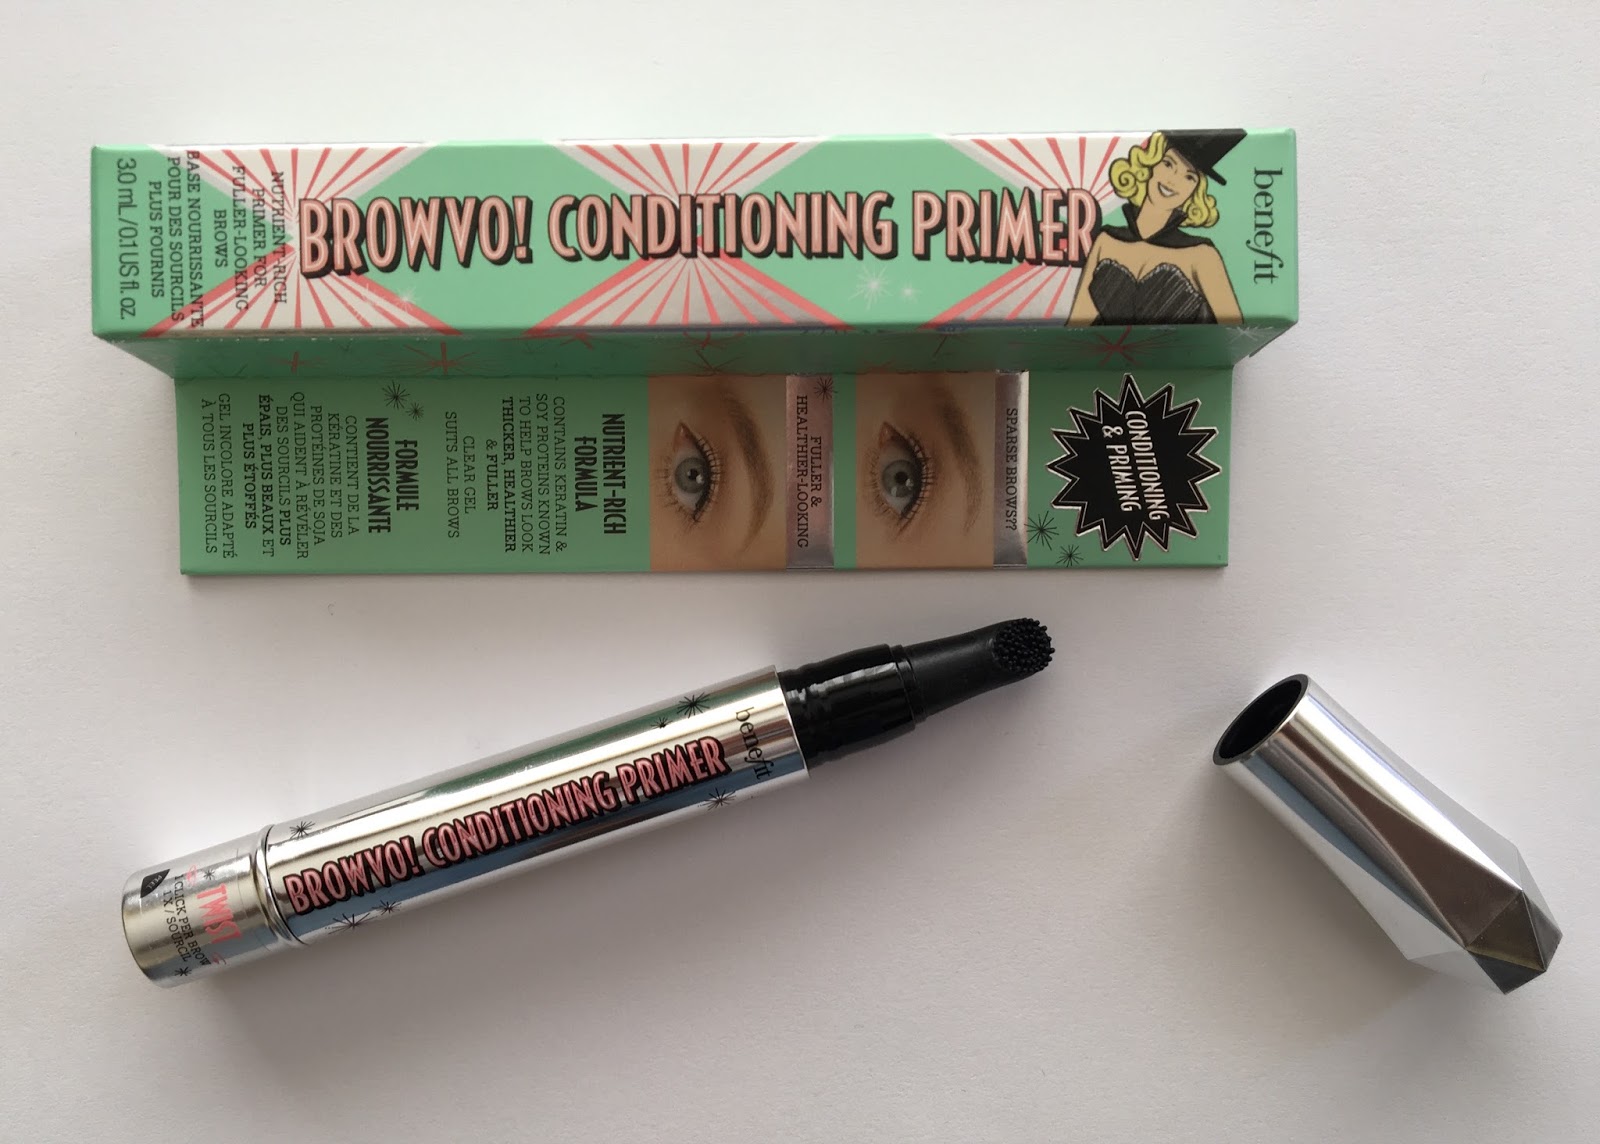 BROWVO! CONDITIONING PRIMER
benefit
NUTRIENT-RICH
PRIMER FOR
FULLER-LOOKING
BROWS
BASE NOURRISSANTE
POUR DES SOURCILS
PLUS FOURNIS
3.0 mL/0.1 US fl. oz.
CONDITIONING
& PRIMING
SPARSE BROWS??
FULLER &
HEALTHIER-LOOKING
NUTRIENT-RICH
FORMULA
CONTAINS KERATIN &
SOY PROTEINS KNOWN
TO HELP BROWS LOOK
THICKER, HEALTHIER
& FULLER
CLEAR GEL
SUITS ALL BROWS
FORMULE
NOURRISSANTE
CONTIENT DE LA
KÉRATINE ET DES
PROTÉINES DE SOJA
QUI AIDENT À RÉVÉLER
DES SOURCILS PLUS
ÉPAIS, PLUS BEAUX ET
PLUS ÉTOFFÉS
GEL INCOLORE ADAPTÉ
À TOUS LES SOURCILS
benefit
BROWVO! CONDITIONING PRIMER
TWIST
1 CLICK PER BROW
1 X / SOURCIL
PEEL